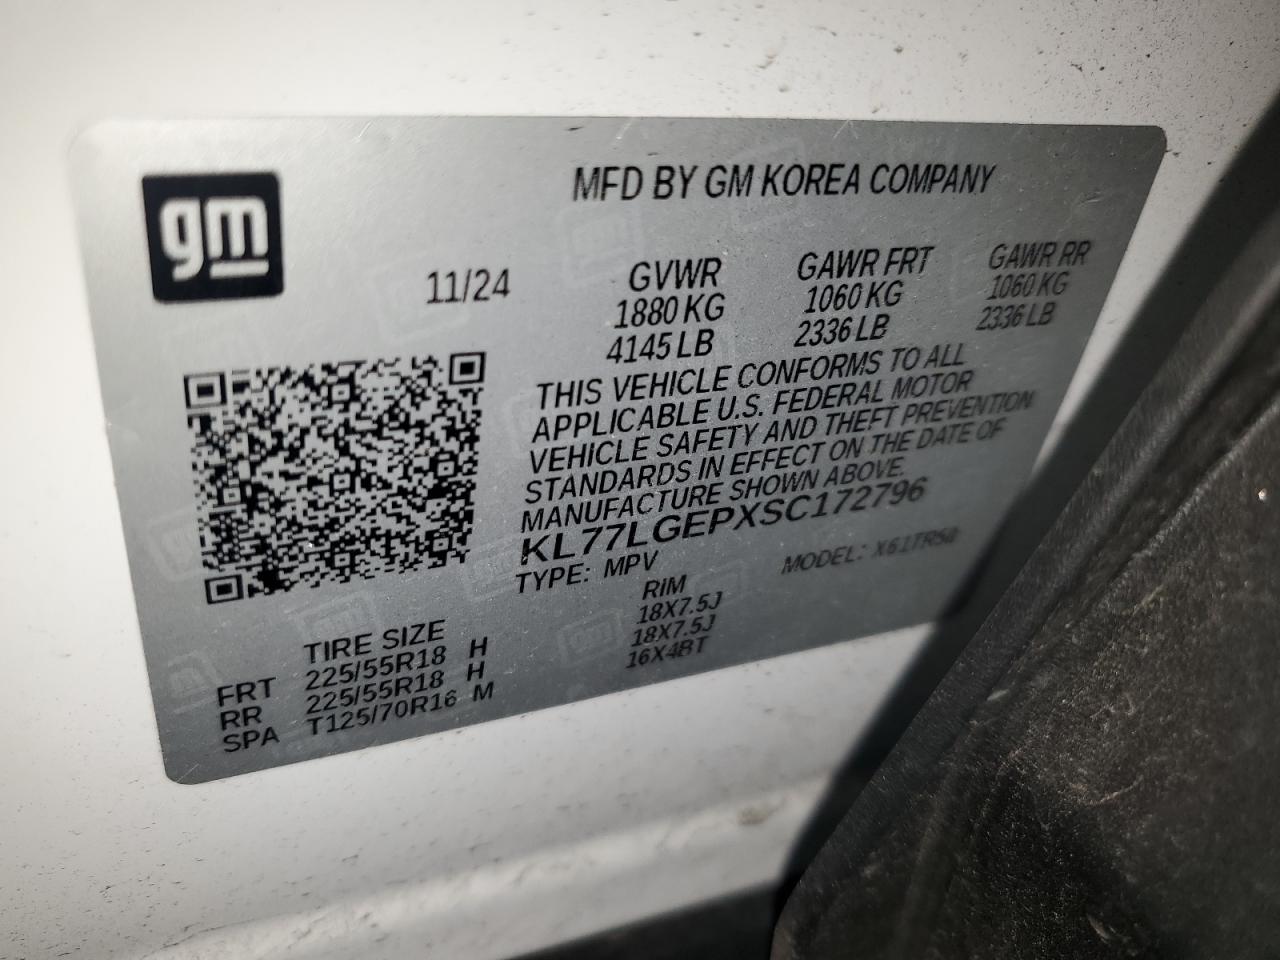 gm
MFD BY GM KOREA COMPANY
11/24
GVWR GAWR FRT GAWR RR
1880 KG 1060 KG 1060 KG
4145 LB 2336 LB 2336 LB
THIS VEHICLE CONFORMS TO ALL
APPLICABLE U.S. FEDERAL MOTOR
VEHICLE SAFETY AND THEFT PREVENTION
STANDARDS IN EFFECT ON THE DATE OF
MANUFACTURE SHOWN ABOVE.
KL77LGEPXSC172796
TYPE: MPV MODEL: X61TR58
TIRE SIZE RIM
FRT 225/55R18 H 18X7.5J
RR 225/55R18 H 18X7.5J
SPA T125/70R16 M 16X4BT